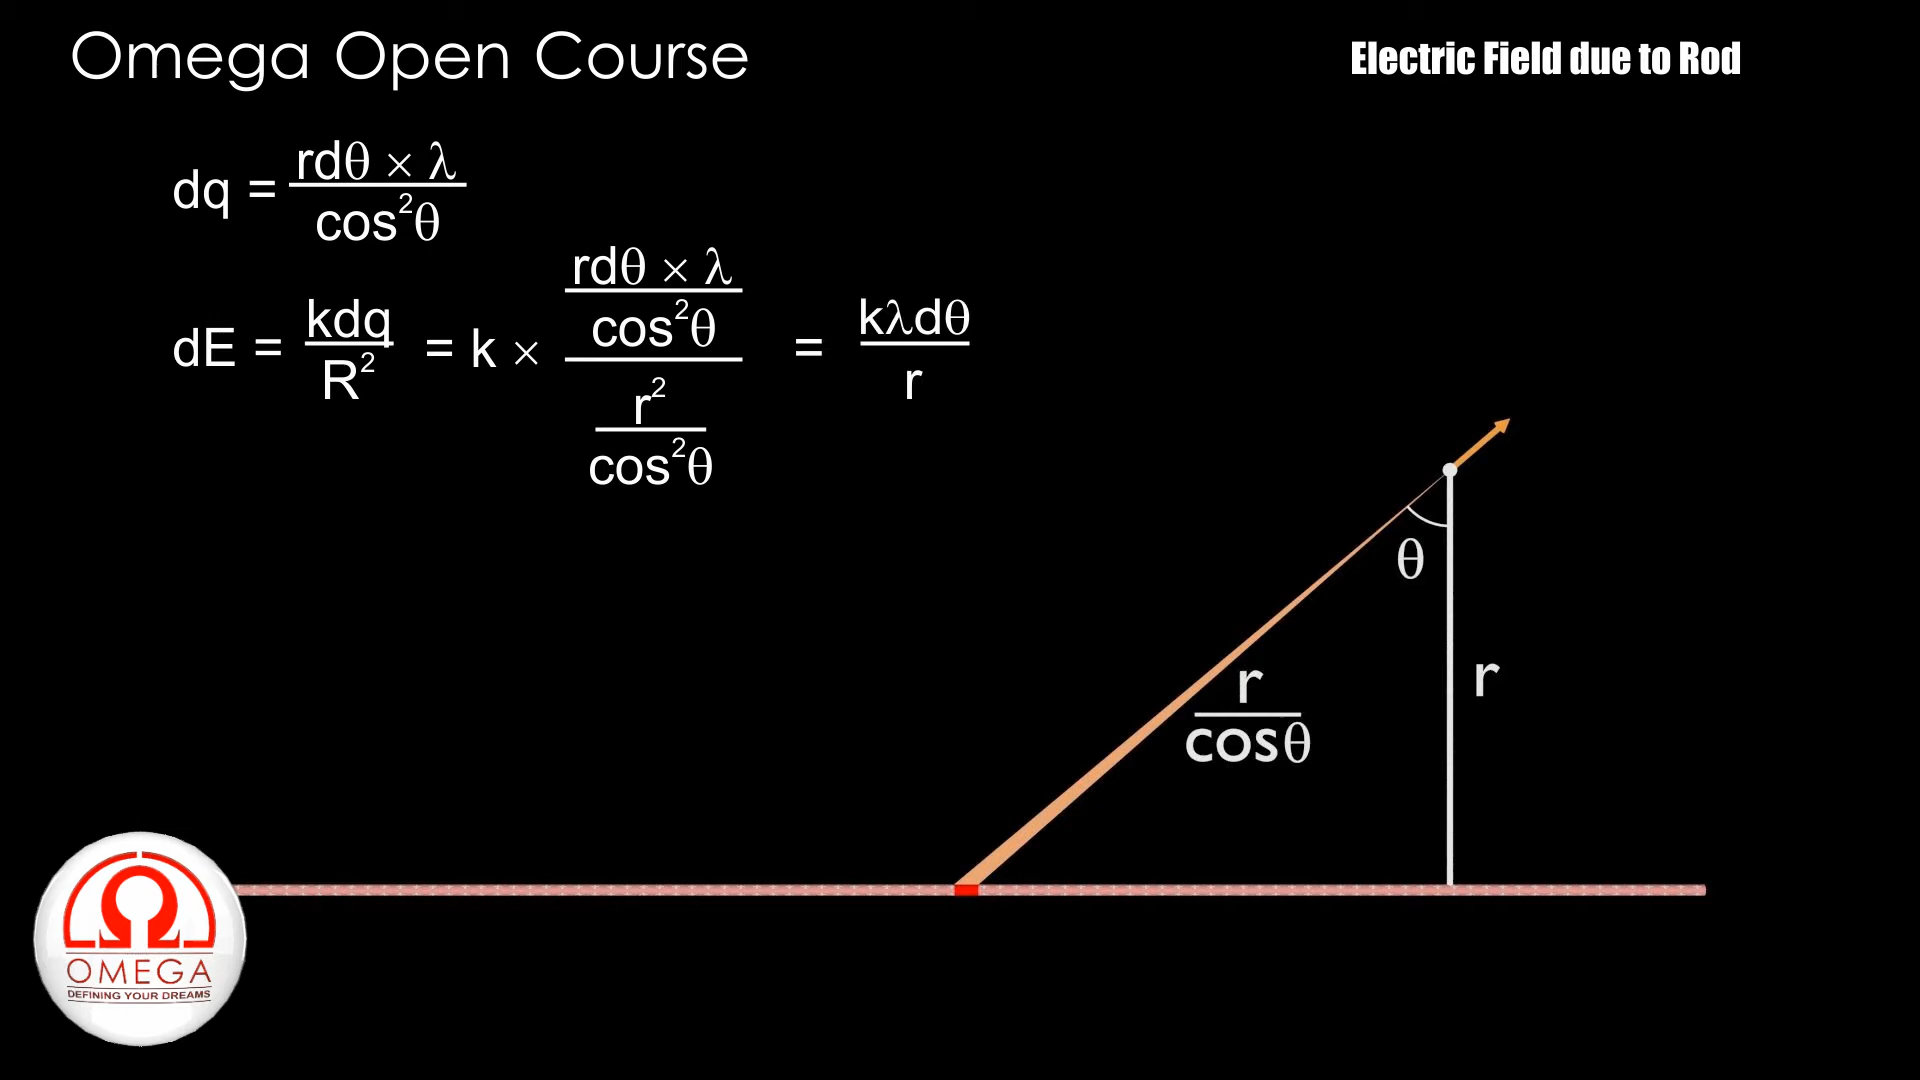 Omega Open Course
Electric Field due to Rod
dq = rdθ × λ / cos²θ
dE = kdq / R² = k × (rdθ × λ / cos²θ) / (r² / cos²θ) = kλdθ / r
θ
r
r / cosθ
OMEGA
DEFINING YOUR DREAMS